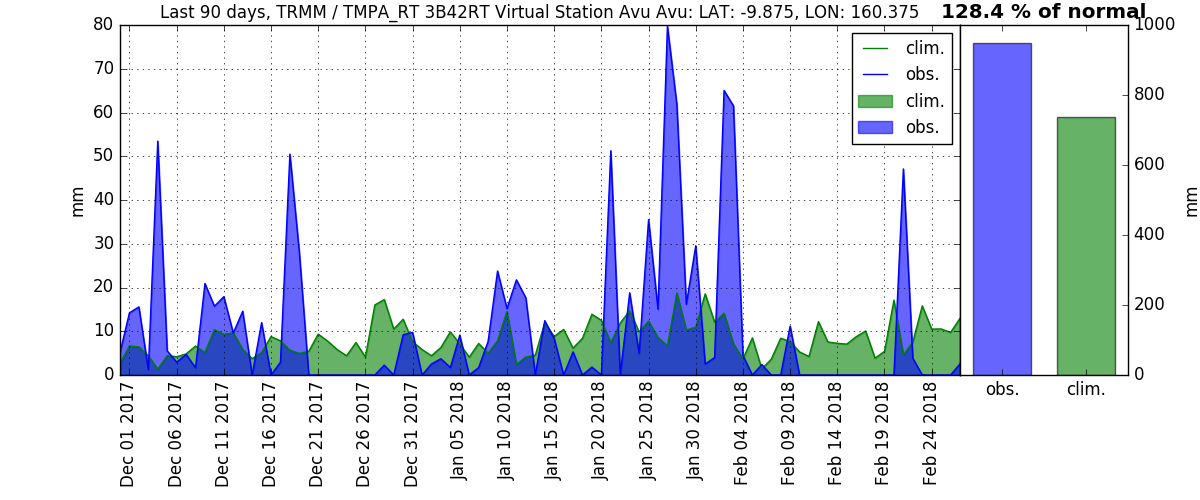 Last 90 days, TRMM / TMPA_RT 3B42RT Virtual Station Avu Avu: LAT: -9.875, LON: 160.375
128.4 % of normal
80
70
60
50
40
30
20
10
0
mm
clim.
obs.
clim.
obs.
Dec 01 2017
Dec 06 2017
Dec 11 2017
Dec 16 2017
Dec 21 2017
Dec 26 2017
Dec 31 2017
Jan 05 2018
Jan 10 2018
Jan 15 2018
Jan 20 2018
Jan 25 2018
Jan 30 2018
Feb 04 2018
Feb 09 2018
Feb 14 2018
Feb 19 2018
Feb 24 2018
1000
800
600
400
200
0
mm
obs.
clim.